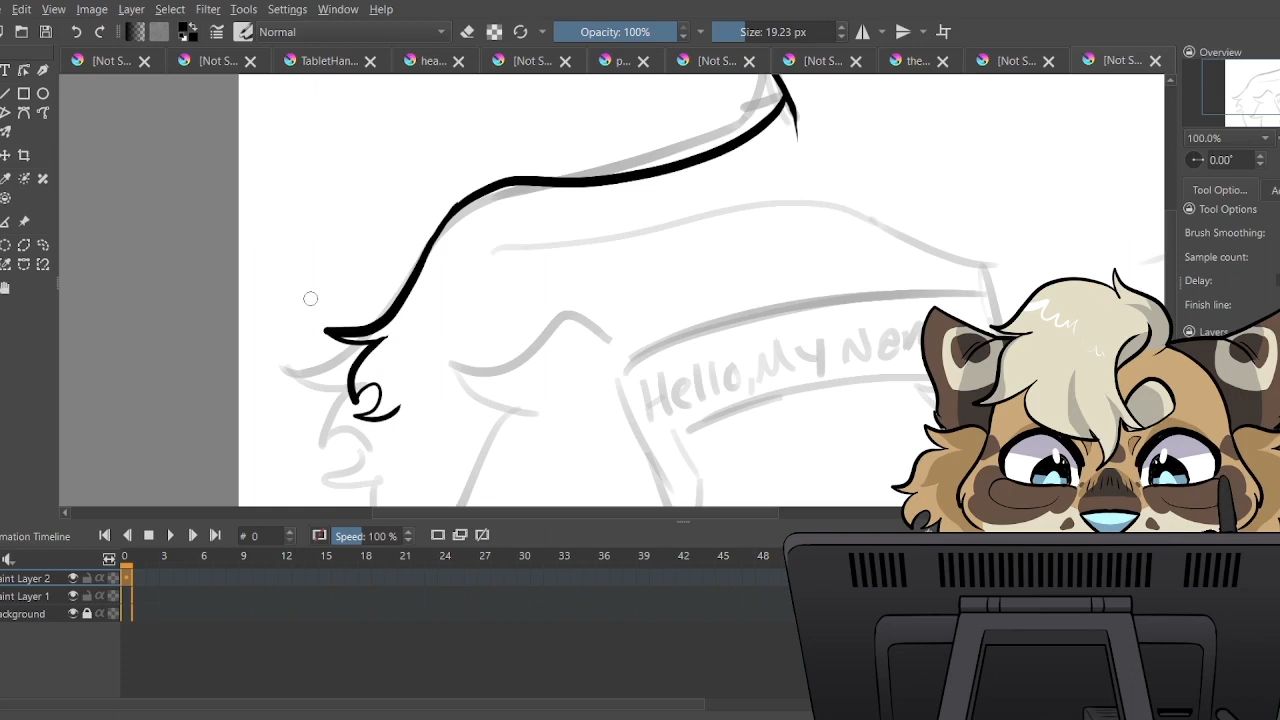 Edit View Image Layer Select Filter Tools Settings Window Help
Normal Opacity: 100% Size: 19.23 px
[Not S... [Not S... TabletHan... hea... [Not S... p... [Not S... [Not S... the... [Not S... [Not S...
Overview
100.0%
0.00°
Tool Optio...
Tool Options
Brush Smoothing:
Sample count:
Delay:
Finish line:
Layers
Hello, My
mation Timeline # 0 Speed: 100 %
0 3 6 9 12 15 18 21 24 27 30 33 36 39 42 45 48
aint Layer 2
aint Layer 1
ackground